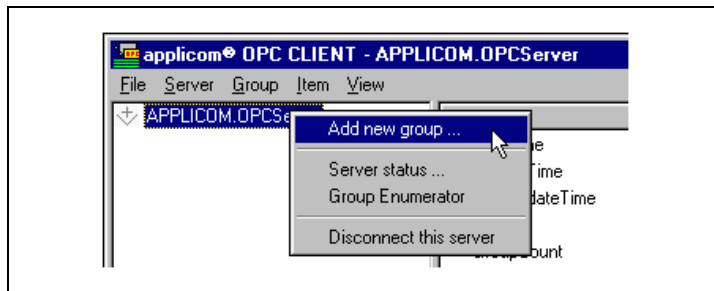 applicom® OPC CLIENT - APPLICOM.OPCServer
File Server Group Item View
APPLICOM.OPCSe
Add new group ...
Server status ...
Time
Group Enumerator
dateTime
Disconnect this server